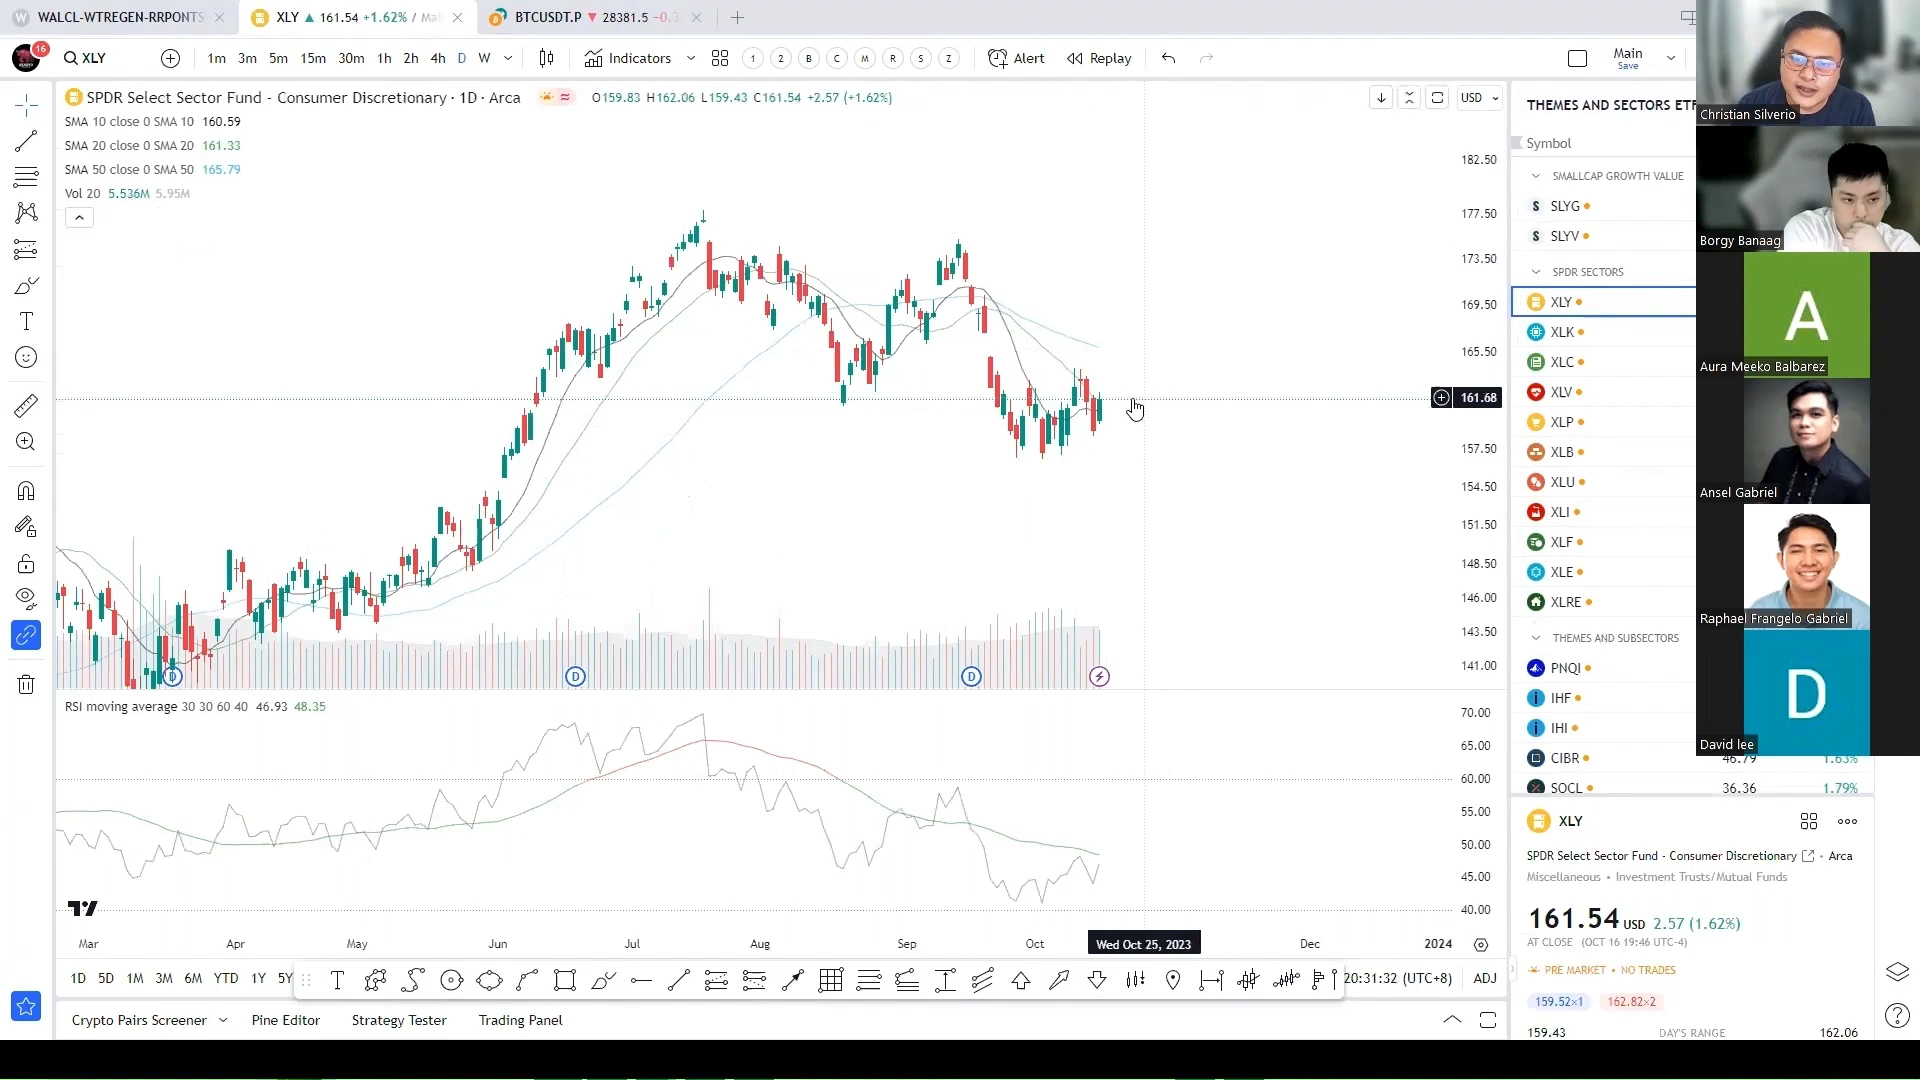 WALCL-WTREGEN-RRPONTS
XLY ▲ 161.54 +1.62% / Mai
BTCUSDT.P ▼ 28381.5 −0.3
16
XLY
1m 3m 5m 15m 30m 1h 2h 4h D W
Indicators
1 2 B C M R S Z
Alert
Replay
Main
Save
SPDR Select Sector Fund - Consumer Discretionary · 1D · Arca
O159.83 H162.06 L159.43 C161.54 +2.57 (+1.62%)
USD
SMA 10 close 0 SMA 10 160.59
SMA 20 close 0 SMA 20 161.33
SMA 50 close 0 SMA 50 165.79
Vol 20 5.536M 5.95M
182.50
177.50
173.50
169.50
165.50
161.68
157.50
154.50
151.50
148.50
146.00
143.50
141.00
D
D
D
RSI moving average 30 30 60 40 46.93 48.35
70.00
65.00
60.00
55.00
50.00
45.00
40.00
Mar Apr May Jun Jul Aug Sep Oct Wed Oct 25, 2023 Dec 2024
1D 5D 1M 3M 6M YTD 1Y 5Y
20:31:32 (UTC+8) ADJ
Crypto Pairs Screener Pine Editor Strategy Tester Trading Panel
THEMES AND SECTORS ETF
Symbol
SMALLCAP GROWTH VALUE
S SLYG
S SLYV
SPDR SECTORS
XLY
XLK
XLC
XLV
XLP
XLB
XLU
XLI
XLF
XLE
XLRE
THEMES AND SUBSECTORS
PNQI
IHF
IHI
CIBR 46.79 1.63%
SOCL 36.36 1.79%
XLY
SPDR Select Sector Fund - Consumer Discretionary · Arca
Miscellaneous • Investment Trusts/Mutual Funds
161.54 USD 2.57 (1.62%)
AT CLOSE (OCT 16 19:46 UTC-4)
PRE MARKET • NO TRADES
159.52×1 162.82×2
159.43 DAY'S RANGE 162.06
Christian Silverio
Borgy Banaag
A
Aura Meeko Balbarez
Ansel Gabriel
Raphael Frangelo Gabriel
D
David lee